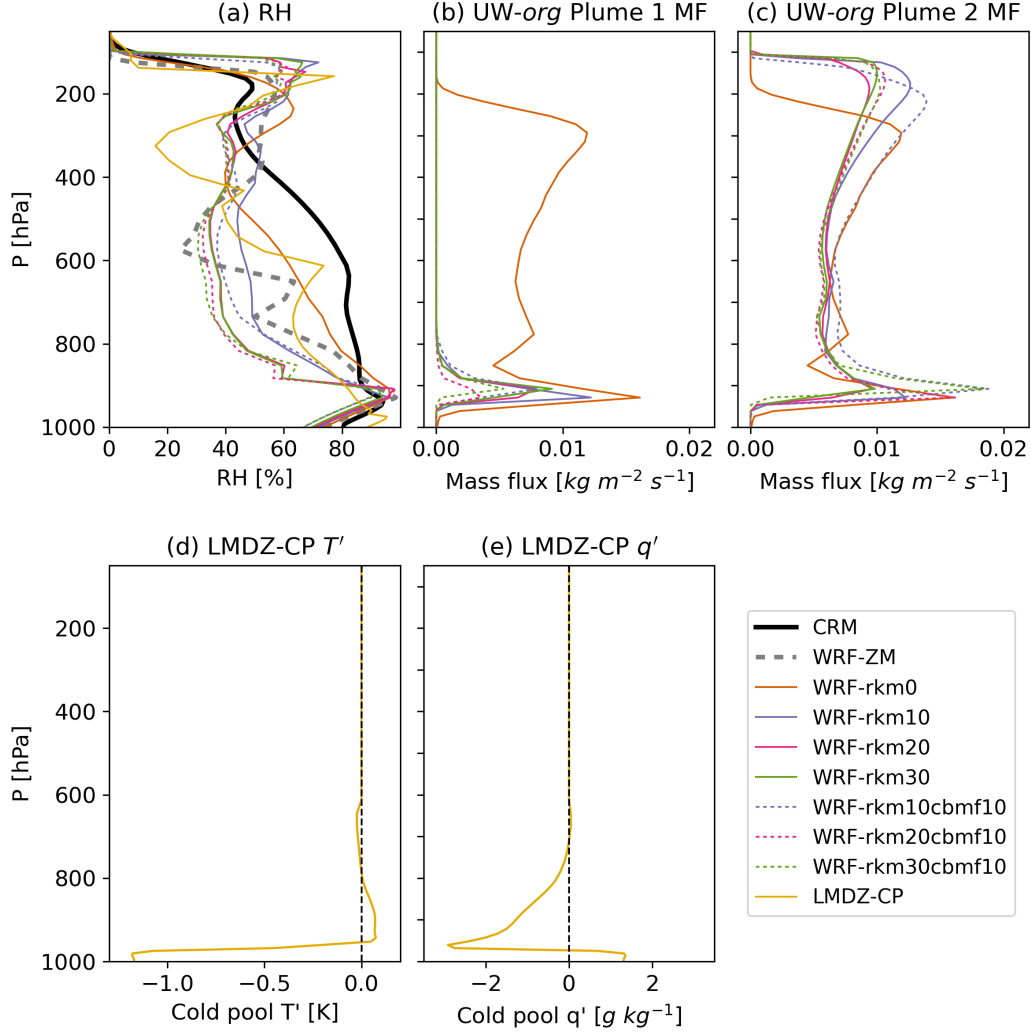 (a) RH
(b) UW-org Plume 1 MF
(c) UW-org Plume 2 MF
P [hPa]
200
400
600
800
1000
0 20 40 60 80
RH [%]
0.00 0.01 0.02
Mass flux [kg m⁻² s⁻¹]
0.00 0.01 0.02
Mass flux [kg m⁻² s⁻¹]
(d) LMDZ-CP T′
(e) LMDZ-CP q′
P [hPa]
200
400
600
800
1000
−1.0 −0.5 0.0
Cold pool T' [K]
−2 0 2
Cold pool q' [g kg⁻¹]
CRM
WRF-ZM
WRF-rkm0
WRF-rkm10
WRF-rkm20
WRF-rkm30
WRF-rkm10cbmf10
WRF-rkm20cbmf10
WRF-rkm30cbmf10
LMDZ-CP